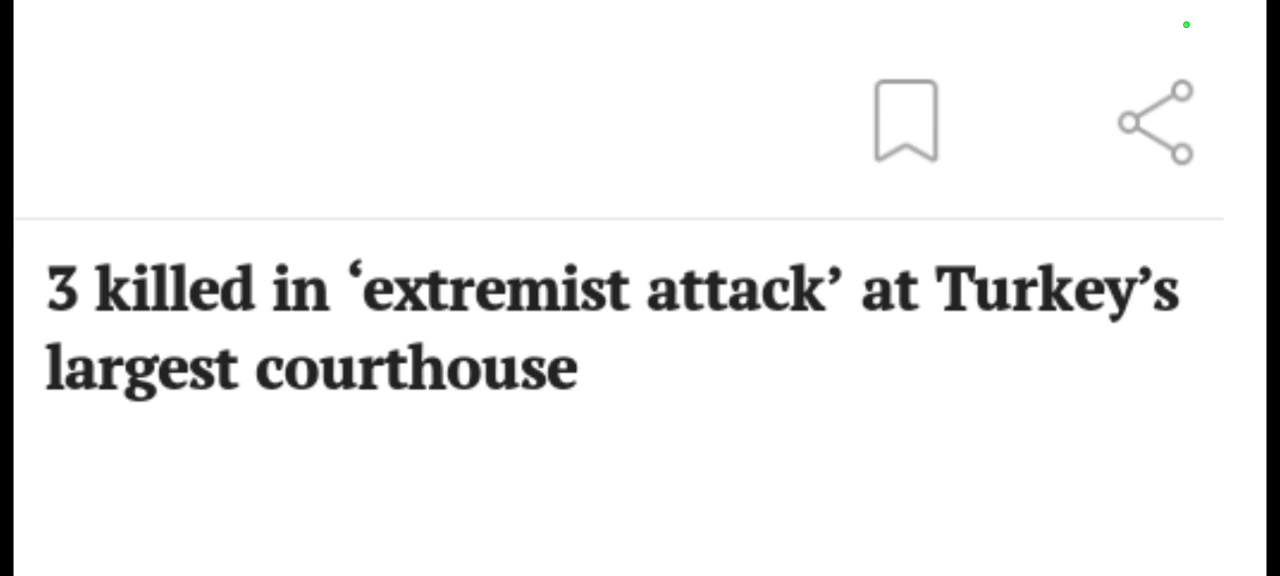 3 killed in ‘extremist attack’ at Turkey’s
largest courthouse